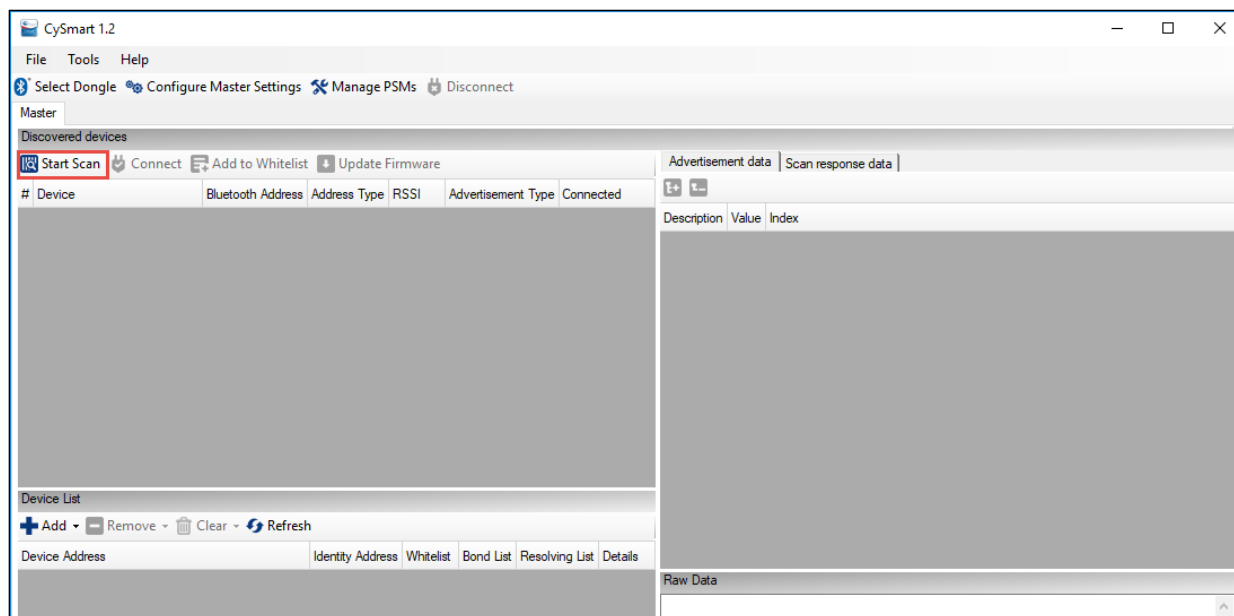 CySmart 1.2
File Tools Help
Select Dongle Configure Master Settings Manage PSMs Disconnect
Master
Discovered devices
Start Scan Connect Add to Whitelist Update Firmware
# Device Bluetooth Address Address Type RSSI Advertisement Type Connected
Advertisement data Scan response data
Description Value Index
Device List
Add Remove Clear Refresh
Device Address Identity Address Whitelist Bond List Resolving List Details
Raw Data